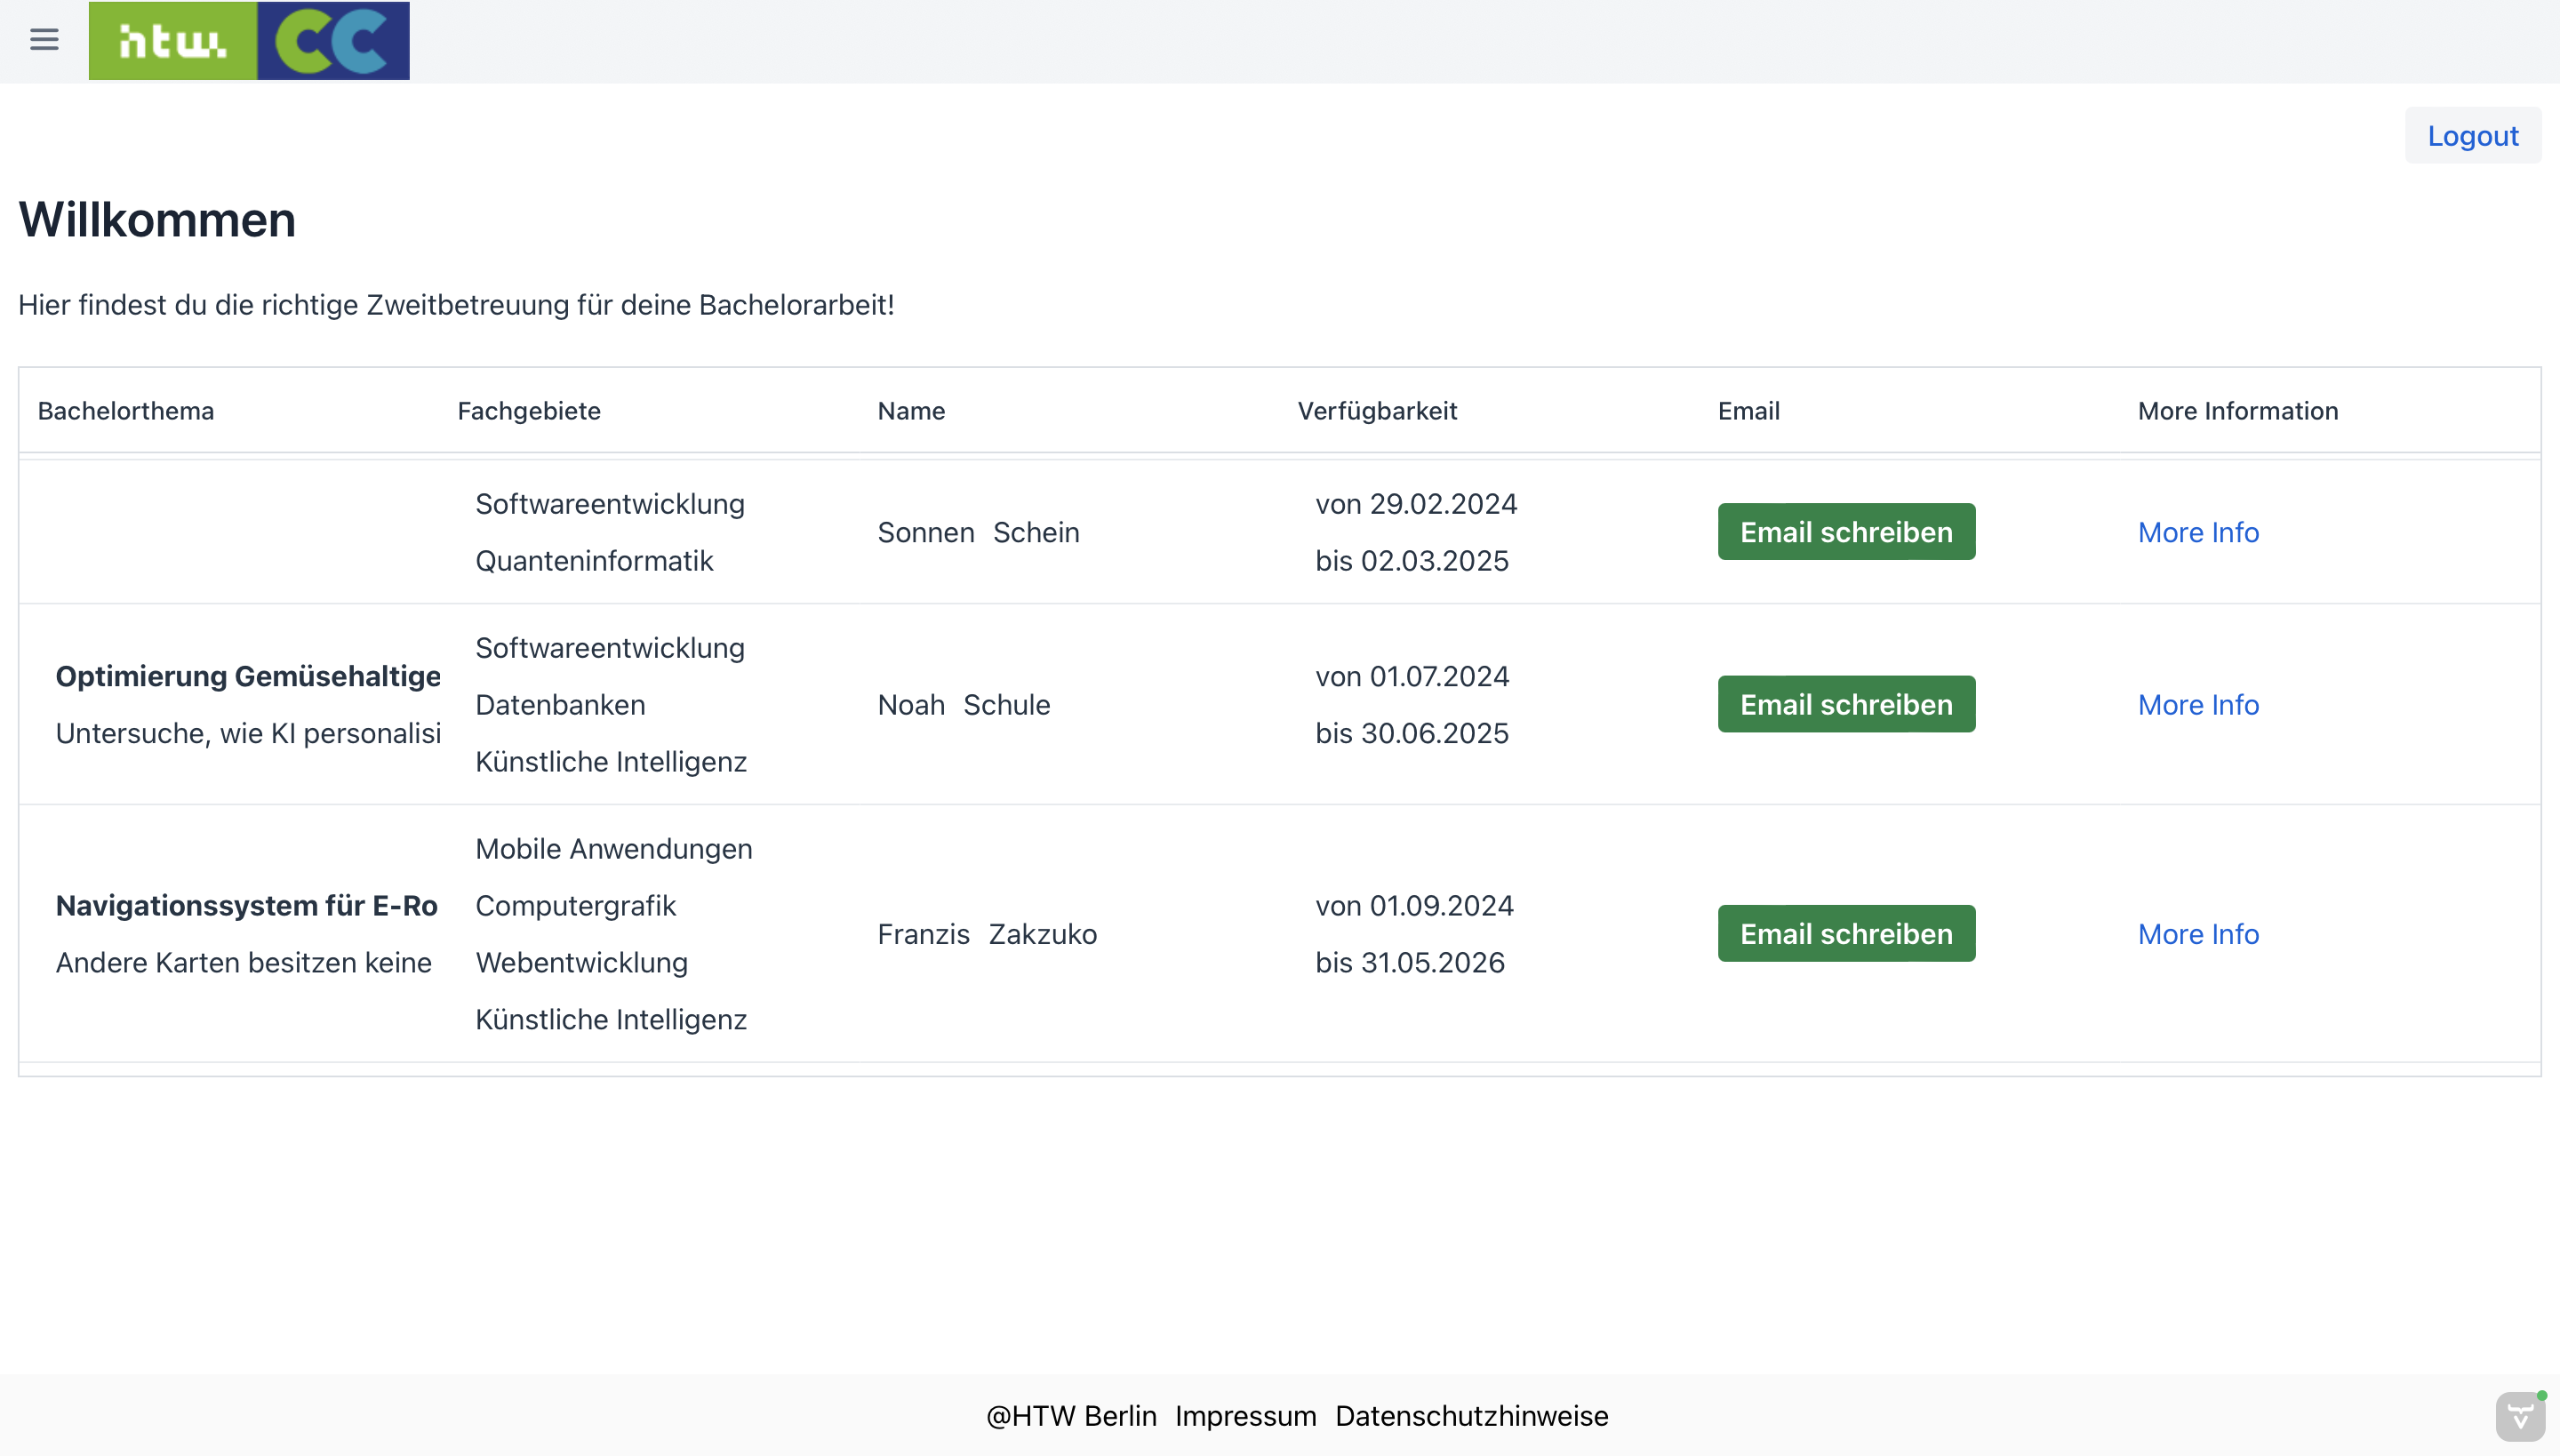 htw. CC
Logout
Willkommen
Hier findest du die richtige Zweitbetreuung für deine Bachelorarbeit!
Bachelorthema Fachgebiete Name Verfügbarkeit Email More Information
Softwareentwicklung
Quanteninformatik
Sonnen Schein
von 29.02.2024
bis 02.03.2025
Email schreiben
More Info
Optimierung Gemüsehaltige
Untersuche, wie KI personalisi
Softwareentwicklung
Datenbanken
Künstliche Intelligenz
Noah Schule
von 01.07.2024
bis 30.06.2025
Email schreiben
More Info
Navigationssystem für E-Ro
Andere Karten besitzen keine
Mobile Anwendungen
Computergrafik
Webentwicklung
Künstliche Intelligenz
Franzis Zakzuko
von 01.09.2024
bis 31.05.2026
Email schreiben
More Info
@HTW Berlin Impressum Datenschutzhinweise